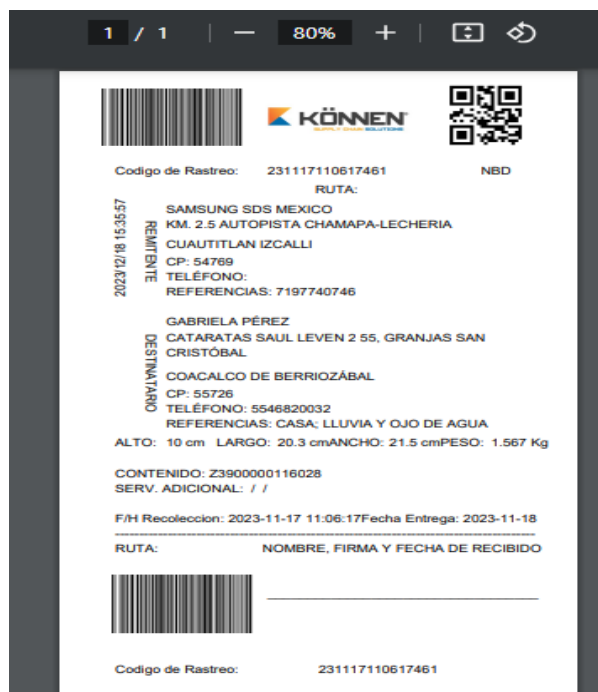 1 / 1
80%
KÖNNEN
SUPPLY CHAIN SOLUTIONS
Codigo de Rastreo: 231117110617461 NBD
RUTA:
2023/12/18 15:35:57
REMITENTE
SAMSUNG SDS MEXICO
KM. 2.5 AUTOPISTA CHAMAPA-LECHERIA
CUAUTITLAN IZCALLI
CP: 54769
TELÉFONO:
REFERENCIAS: 7197740746
DESTINATARIO
GABRIELA PÉREZ
CATARATAS SAUL LEVEN 2 55, GRANJAS SAN
CRISTÓBAL
COACALCO DE BERRIOZÁBAL
CP: 55726
TELÉFONO: 5546820032
REFERENCIAS: CASA; LLUVIA Y OJO DE AGUA
ALTO: 10 cm LARGO: 20.3 cmANCHO: 21.5 cmPESO: 1.567 Kg
CONTENIDO: Z3900000116028
SERV. ADICIONAL: / /
F/H Recoleccion: 2023-11-17 11:06:17Fecha Entrega: 2023-11-18
RUTA: NOMBRE, FIRMA Y FECHA DE RECIBIDO
Codigo de Rastreo: 231117110617461